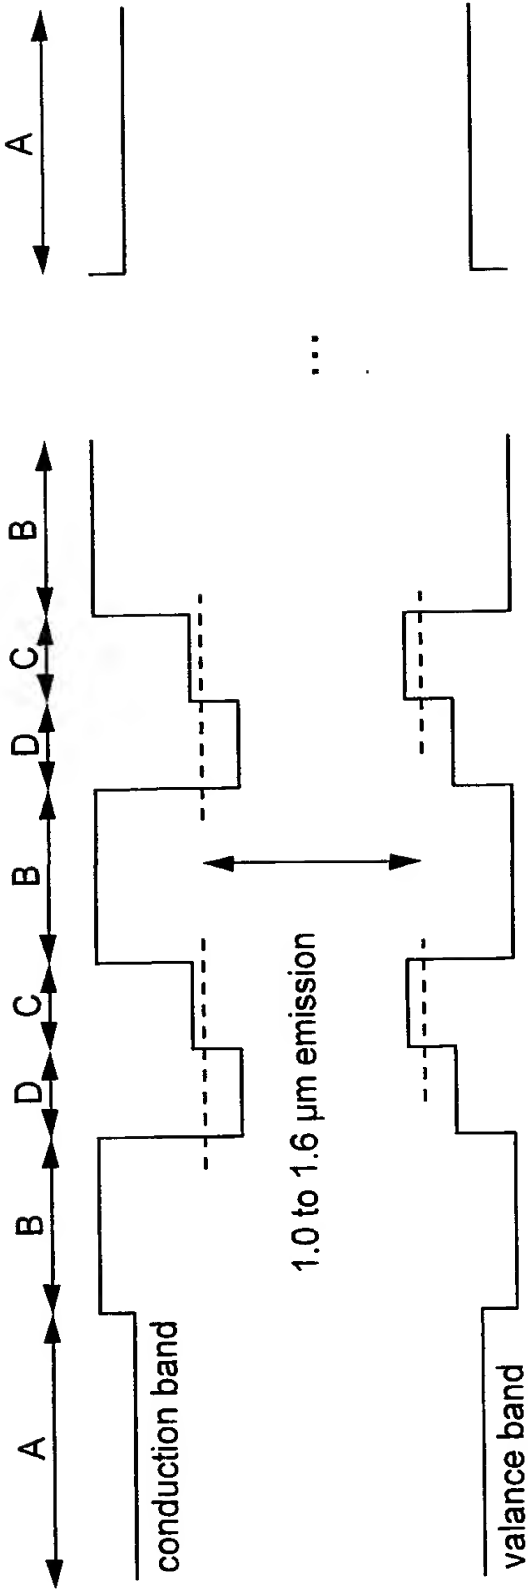 A B D C B D C B A
conduction band
1.0 to 1.6 μm emission
...
valance band